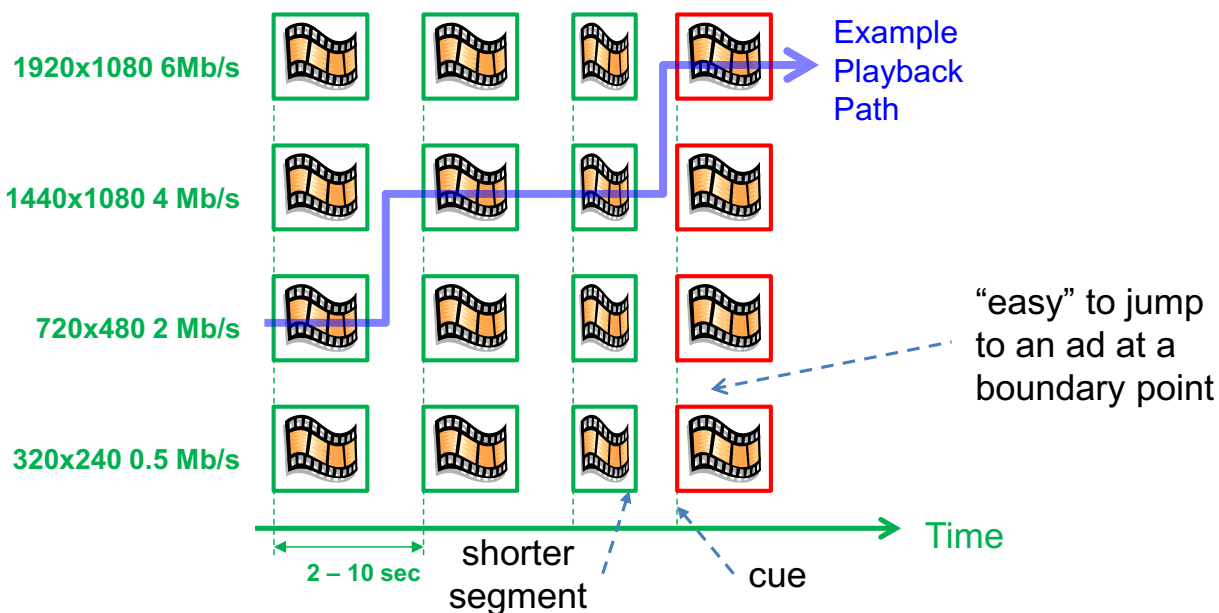 1920x1080 6Mb/s
Example
Playback
Path
1440x1080 4 Mb/s
720x480 2 Mb/s
“easy” to jump
to an ad at a
boundary point
320x240 0.5 Mb/s
Time
2 – 10 sec
shorter
segment
cue